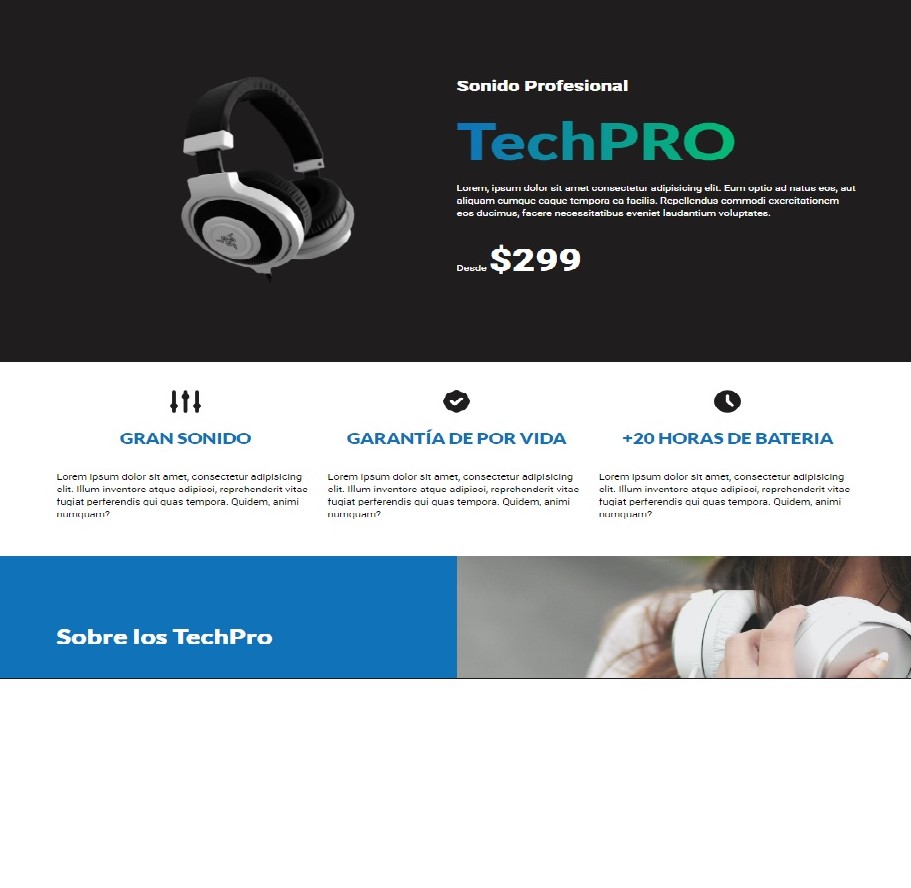 Sonido Profesional
TechPRO
Lorem, ipsum dolor sit amet consectetur adipisicing elit. Eum optio ad natus eos, aut
aliquam cumque eaque tempora ea facilis. Repellendus commodi exercitationem
eos ducimus, facere necessitatibus eveniet laudantium voluptates.
Desde $299
GRAN SONIDO
Lorem ipsum dolor sit amet, consectetur adipisicing
elit. Illum inventore atque adipisci, reprehenderit vitae
fugiat perferendis qui quas tempora. Quidem, animi
numquam?
GARANTÍA DE POR VIDA
Lorem ipsum dolor sit amet, consectetur adipisicing
elit. Illum inventore atque adipisci, reprehenderit vitae
fugiat perferendis qui quas tempora. Quidem, animi
numquam?
+20 HORAS DE BATERIA
Lorem ipsum dolor sit amet, consectetur adipisicing
elit. Illum inventore atque adipisci, reprehenderit vitae
fugiat perferendis qui quas tempora. Quidem, animi
numquam?
Sobre los TechPro